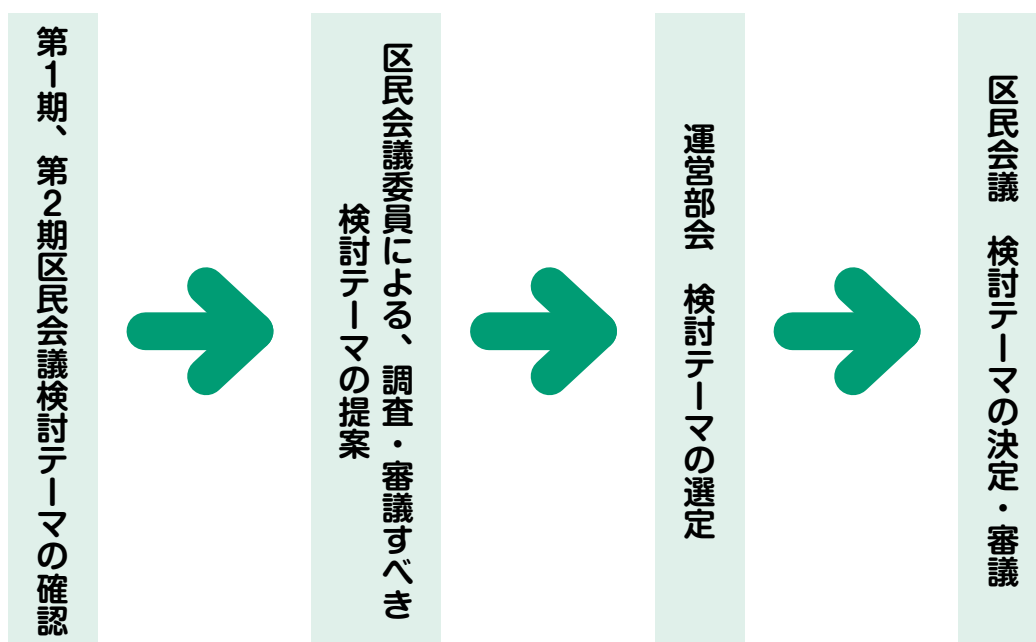 第1期、第2期区民会議検討テーマの確認
区民会議委員による、調査・審議すべき
検討テーマの提案
運営部会　検討テーマの選定
区民会議　検討テーマの決定・審議